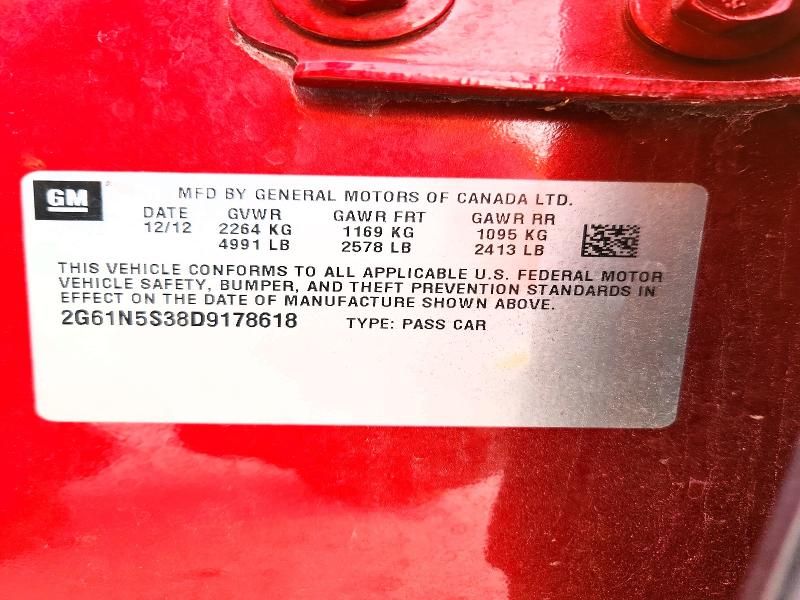 GM
MFD BY GENERAL MOTORS OF CANADA LTD.
DATE GVWR GAWR FRT GAWR RR
12/12 2264 KG 1169 KG 1095 KG
4991 LB 2578 LB 2413 LB
THIS VEHICLE CONFORMS TO ALL APPLICABLE U.S. FEDERAL MOTOR
VEHICLE SAFETY, BUMPER, AND THEFT PREVENTION STANDARDS IN
EFFECT ON THE DATE OF MANUFACTURE SHOWN ABOVE.
2G61N5S38D9178618 TYPE: PASS CAR